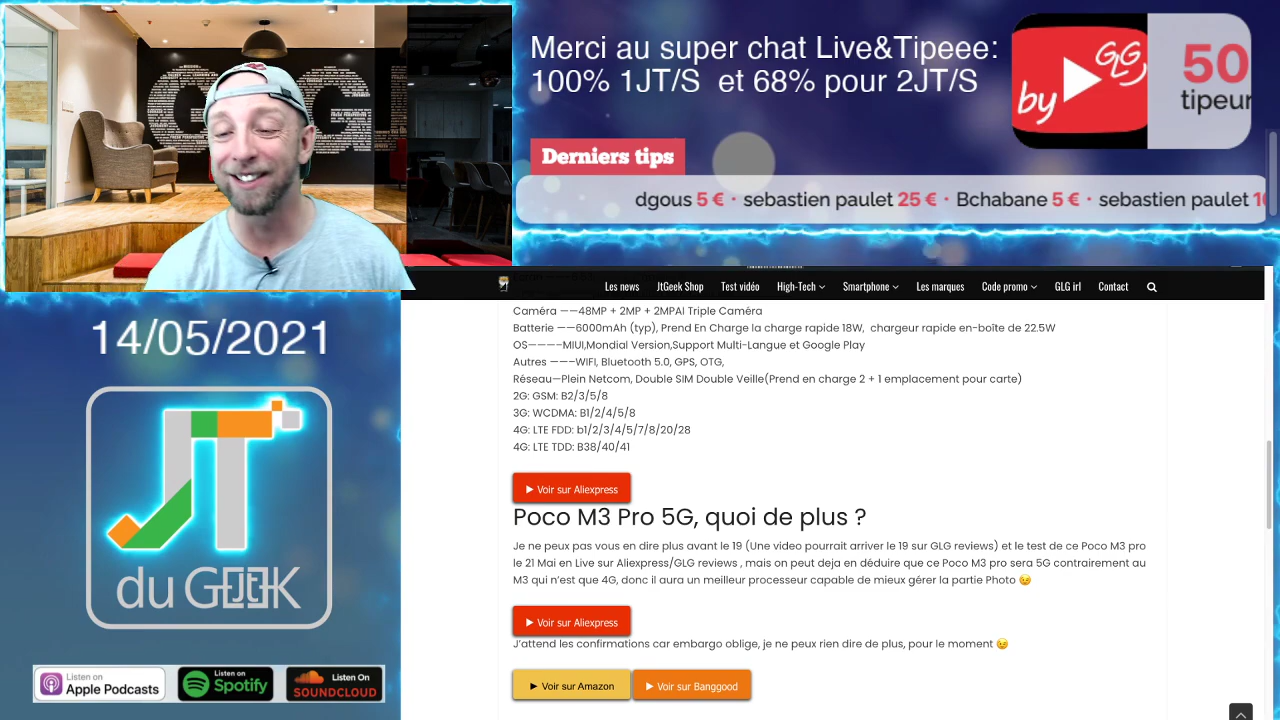 Merci au super chat Live&Tipeee:
100% 1JT/S et 68% pour 2JT/S
by GLG
50
tipeur
Derniers tips
dgous 5 € · sebastien paulet 25 € · Bchabane 5 € · sebastien paulet
Les news JtGeek Shop Test vidéo High-Tech Smartphone Les marques Code promo GLG irl Contact
14/05/2021
JT
du GEEK
Listen on
Apple Podcasts
Listen on
Spotify
Listen On
SOUNDCLOUD
Caméra ——48MP + 2MP + 2MPAI Triple Caméra
Batterie ——6000mAh (typ), Prend En Charge la charge rapide 18W, chargeur rapide en-boîte de 22.5W
OS———–MIUI,Mondial Version,Support Multi-Langue et Google Play
Autres ——–WIFI, Bluetooth 5.0, GPS, OTG,
Réseau—Plein Netcom, Double SIM Double Veille(Prend en charge 2 + 1 emplacement pour carte)
2G: GSM: B2/3/5/8
3G: WCDMA: B1/2/4/5/8
4G: LTE FDD: b1/2/3/4/5/7/8/20/28
4G: LTE TDD: B38/40/41
Voir sur Aliexpress
Poco M3 Pro 5G, quoi de plus ?
Je ne peux pas vous en dire plus avant le 19 (Une video pourrait arriver le 19 sur GLG reviews) et le test de ce Poco M3 pro
le 21 Mai en Live sur Aliexpress/GLG reviews , mais on peut deja en déduire que ce Poco M3 pro sera 5G contrairement au
M3 qui n'est que 4G, donc il aura un meilleur processeur capable de mieux gérer la partie Photo 😉
Voir sur Aliexpress
J'attend les confirmations car embargo oblige, je ne peux rien dire de plus, pour le moment 😉
Voir sur Amazon
Voir sur Banggood